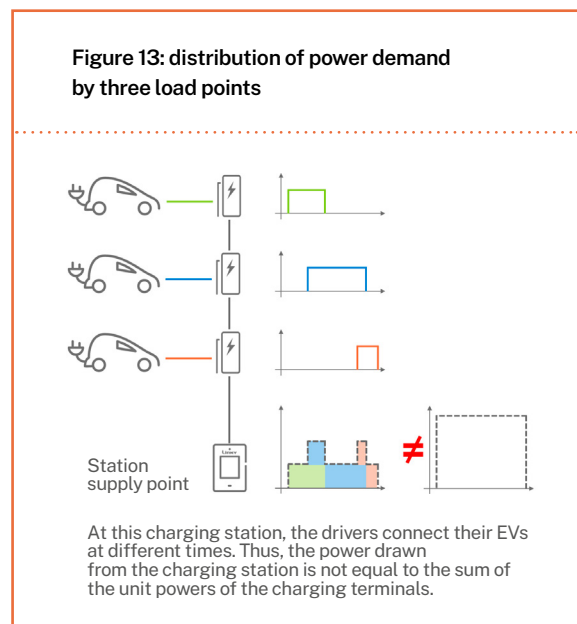 Figure 13: distribution of power demand
by three load points
Linky
≠
Station
supply point
At this charging station, the drivers connect their EVs
at different times. Thus, the power drawn
from the charging station is not equal to the sum of
the unit powers of the charging terminals.